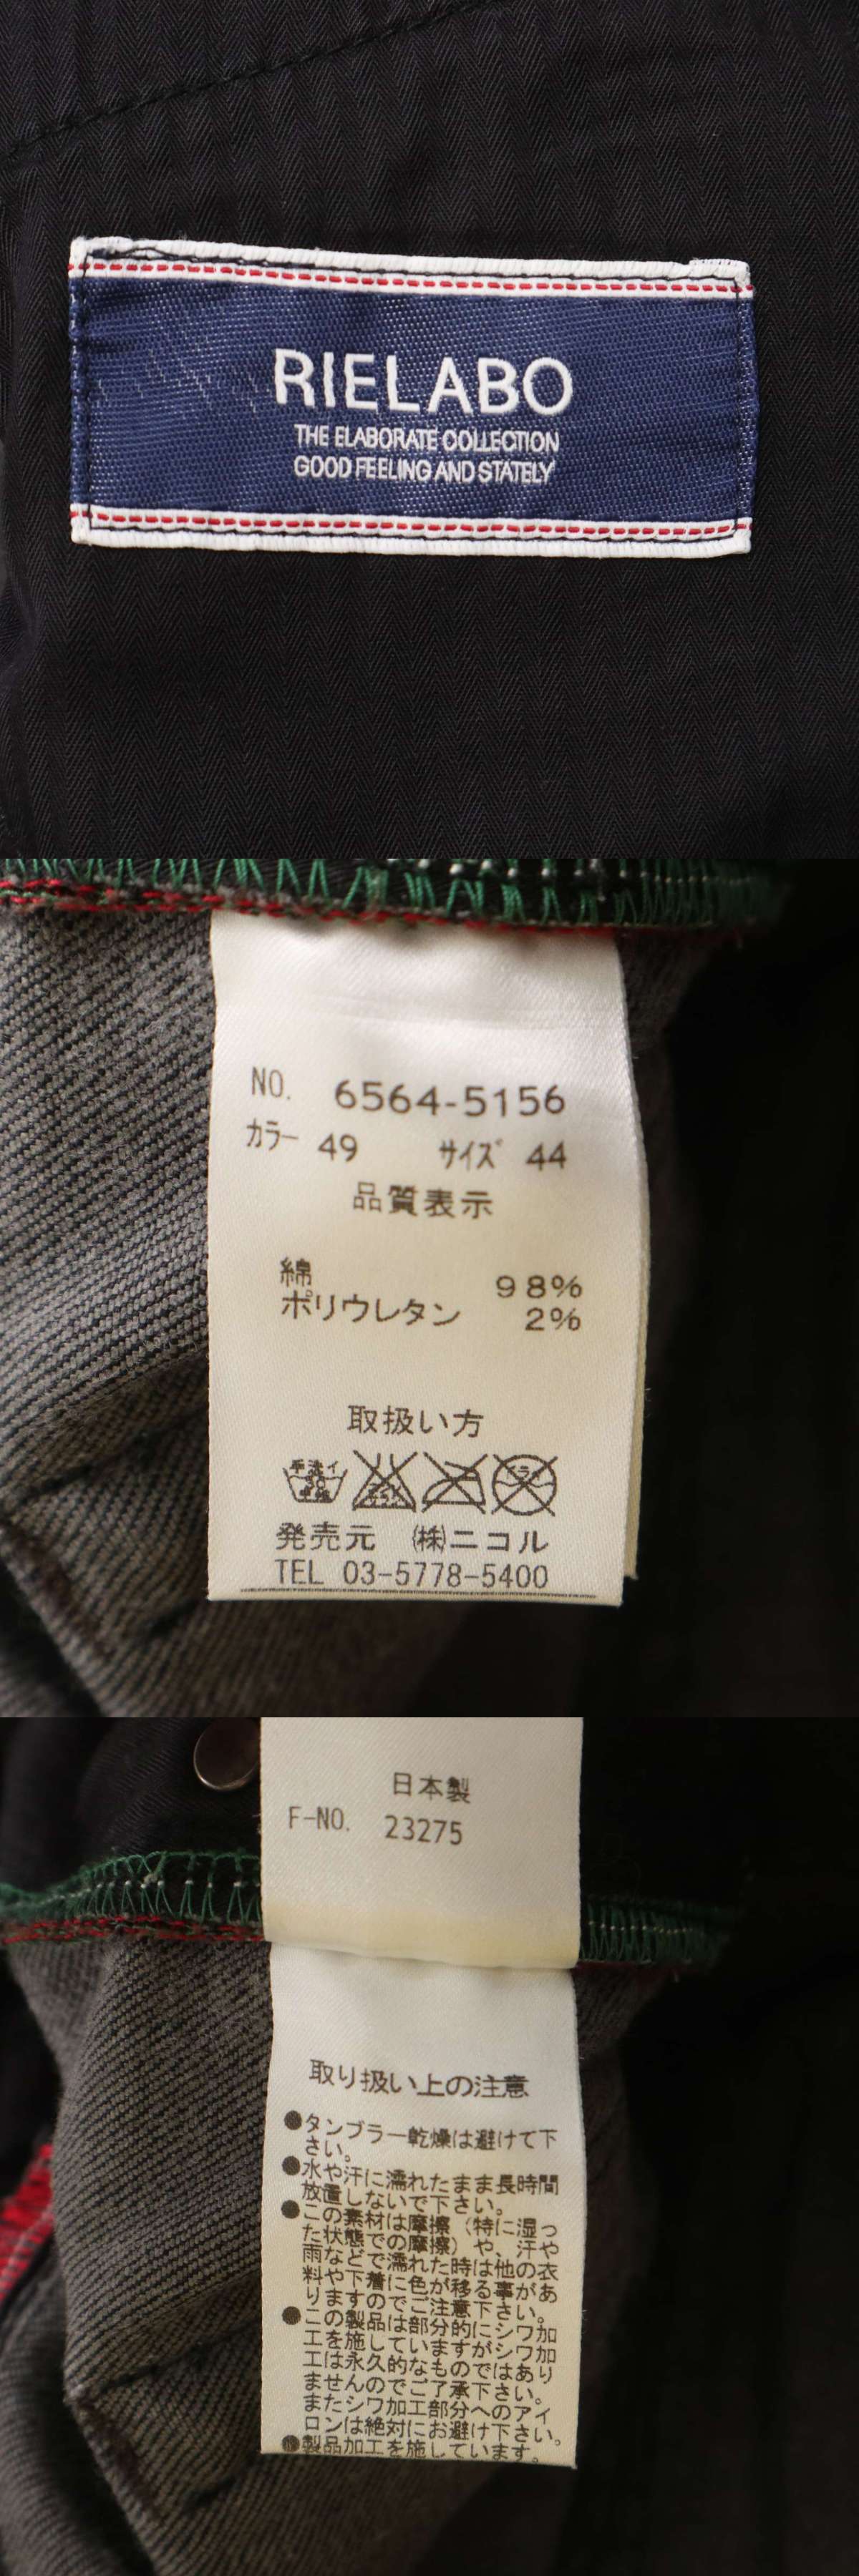 RIELABO
THE ELABORATE COLLECTION
GOOD FEELING AND STATELY
NO. 6564-5156
カラー 49 サイズ 44
品質表示
綿 98%
ポリウレタン 2%
取扱い方
手洗イ
30
中性
発売元 ㈱ニコル
TEL 03-5778-5400
日本製
F-NO. 23275
取り扱い上の注意
●タンブラー乾燥は避けて下
さい。
●水や汗に濡れたまま長時間
放置しないで下さい。
●この素材は摩擦（特に湿っ
た状態での摩擦）や、汗や
雨などで濡れた時は他の衣
料や下着に色が移る事があ
りますのでご注意下さい。
●この製品は部分的にシワ加
工を施していますがシワ加
工は永久的なものではあり
ませんのでご了承下さい。
またシワ加工部分へのアイ
ロンは絶対にお避け下さい。
●製品加工を施しています。